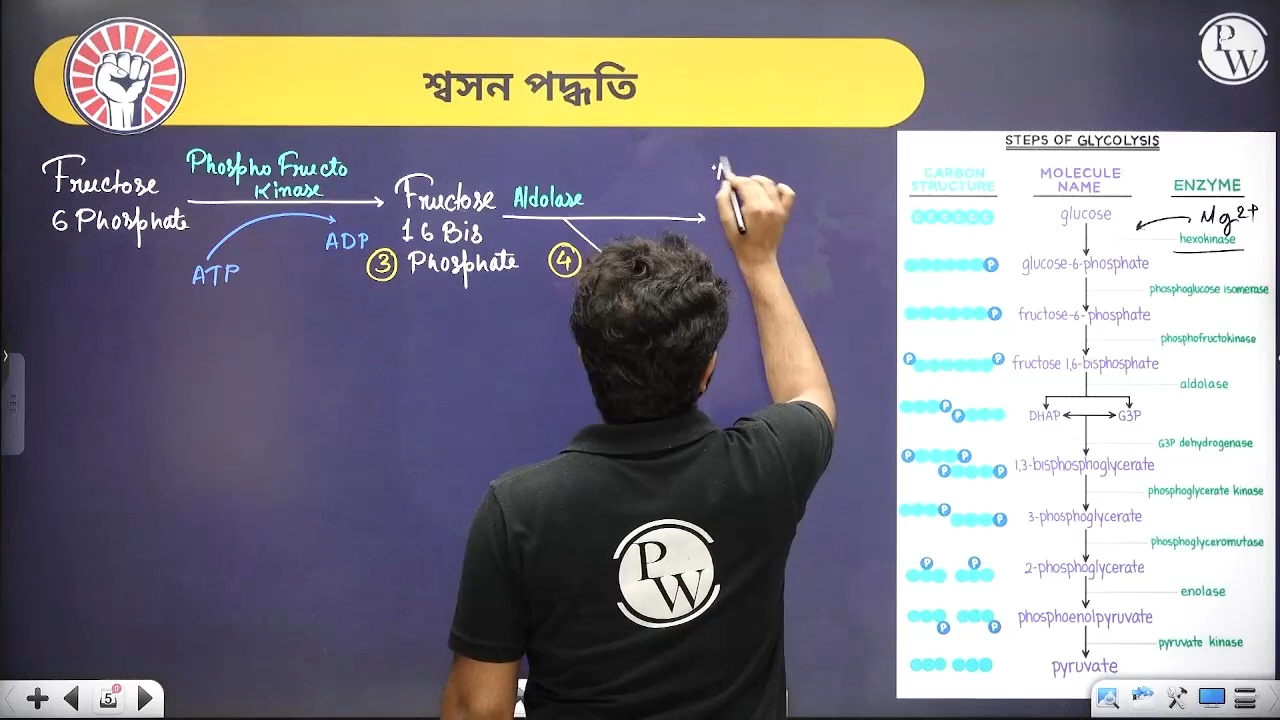 শ্বসন পদ্ধতি
PW
Fructose
6 Phosphate
Phospho Fructo
Kinase
ATP
ADP
Fructose
1 6 Bis
③ Phosphate
Aldolase
④
PW
STEPS OF GLYCOLYSIS
CARBON
STRUCTURE
MOLECULE
NAME
ENZYME
Mg2+
glucose
hexokinase
glucose-6-phosphate
P
phosphoglucose isomerase
fructose-6-phosphate
P
phosphofructokinase
P P
fructose 1,6-bisphosphate
aldolase
P P
DHAP G3P
G3P dehydrogenase
P P
P P
1,3-bisphosphoglycerate
phosphoglycerate kinase
P P
3-phosphoglycerate
phosphoglyceromutase
P P
2-phosphoglycerate
enolase
P P
phosphoenolpyruvate
pyruvate kinase
pyruvate
5
0